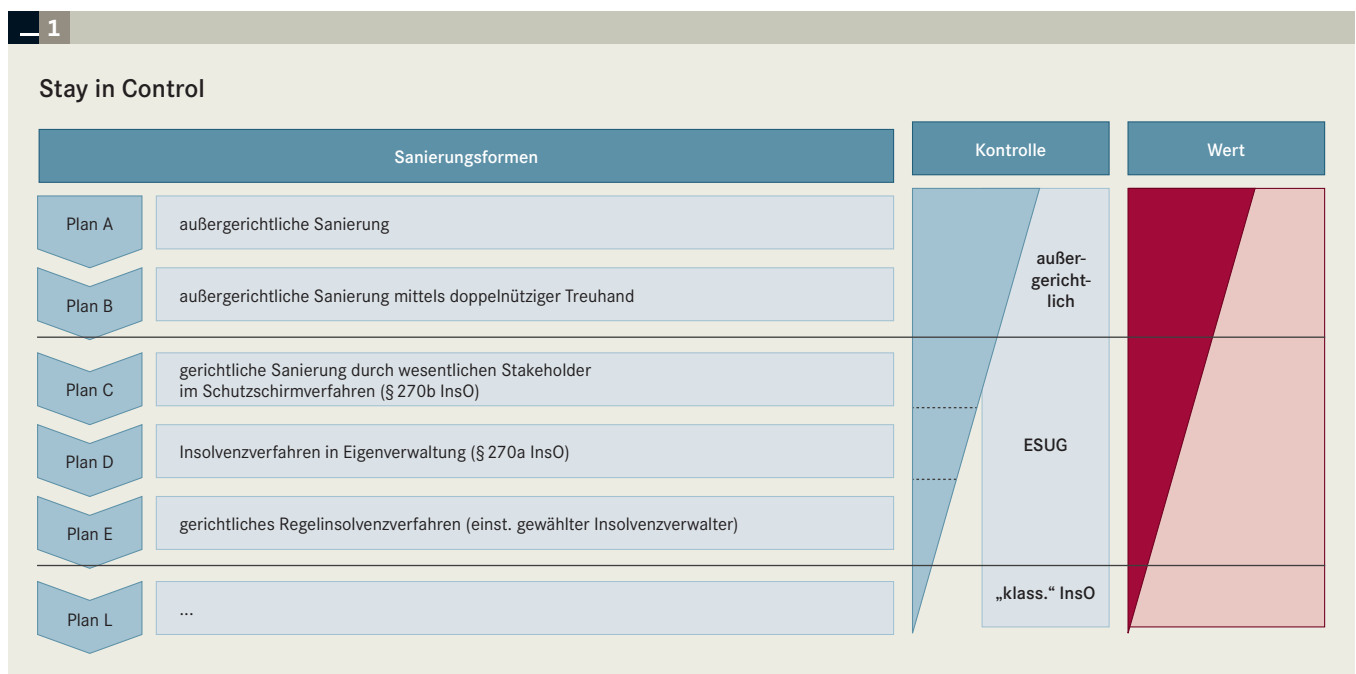 1
Stay in Control
Sanierungsformen
Kontrolle
Wert
Plan A
außergerichtliche Sanierung
Plan B
außergerichtliche Sanierung mittels doppelnütziger Treuhand
außer-
gericht-
lich
Plan C
gerichtliche Sanierung durch wesentlichen Stakeholder
im Schutzschirmverfahren (§ 270b InsO)
Plan D
Insolvenzverfahren in Eigenverwaltung (§ 270a InsO)
ESUG
Plan E
gerichtliches Regelinsolvenzverfahren (einst. gewählter Insolvenzverwalter)
Plan L
...
„klass.“ InsO